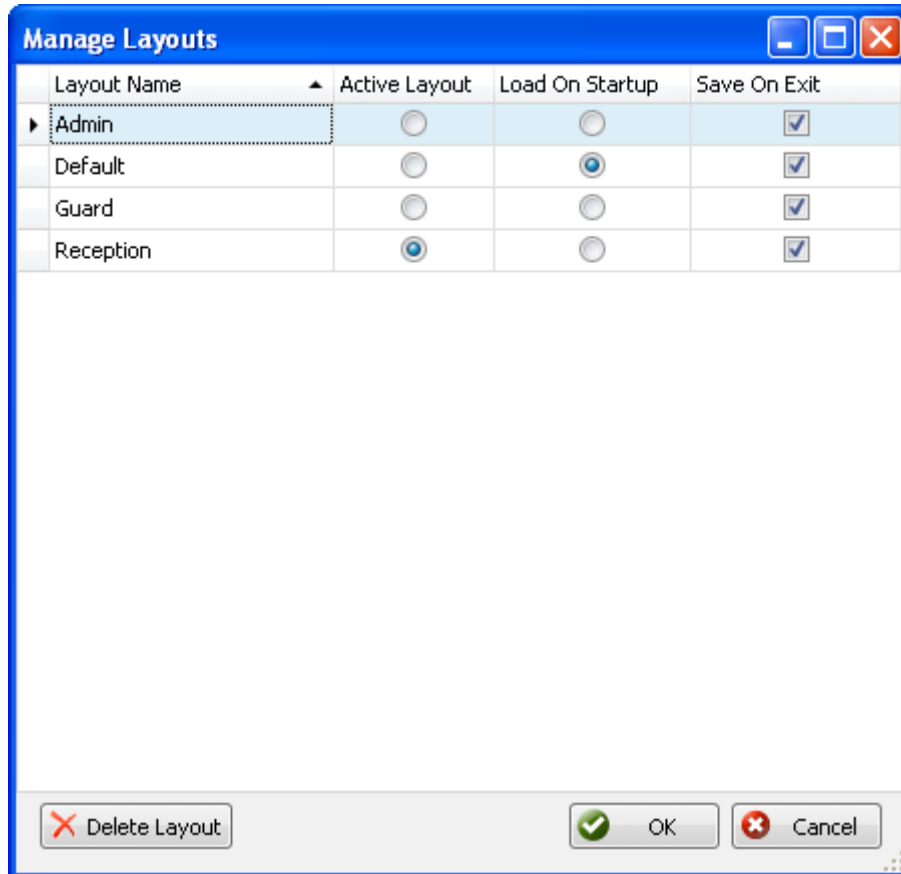 Manage Layouts
Layout Name Active Layout Load On Startup Save On Exit
Admin
Default
Guard
Reception
Delete Layout OK Cancel